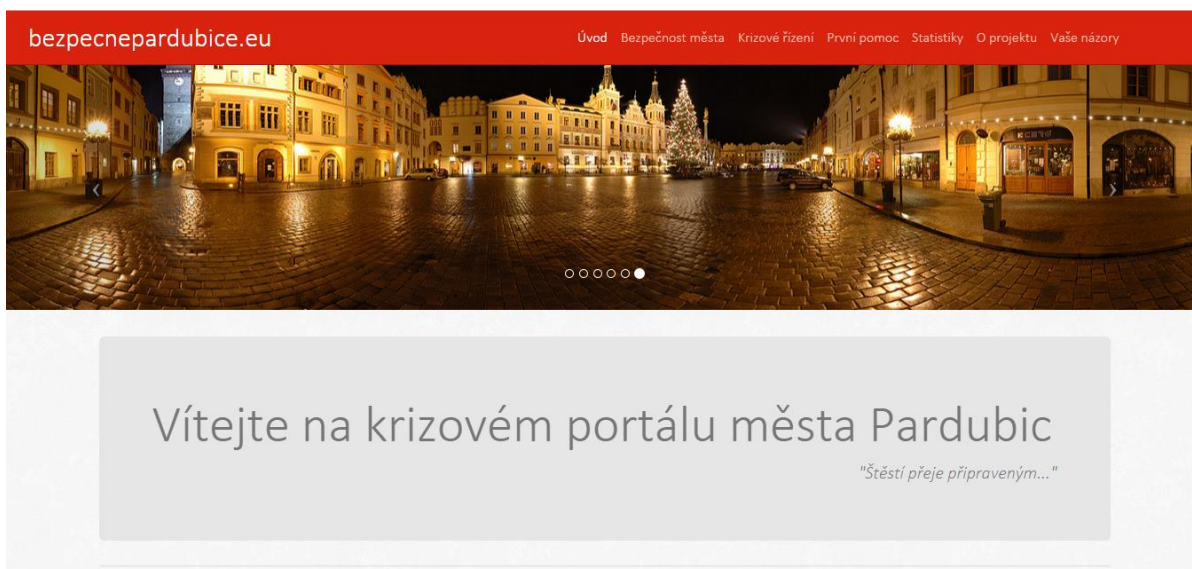 bezpecnepardubice.eu
Úvod Bezpečnost města Krizové řízení První pomoc Statistiky O projektu Vaše názory
Vítejte na krizovém portálu města Pardubic
"Štěstí přeje připraveným..."